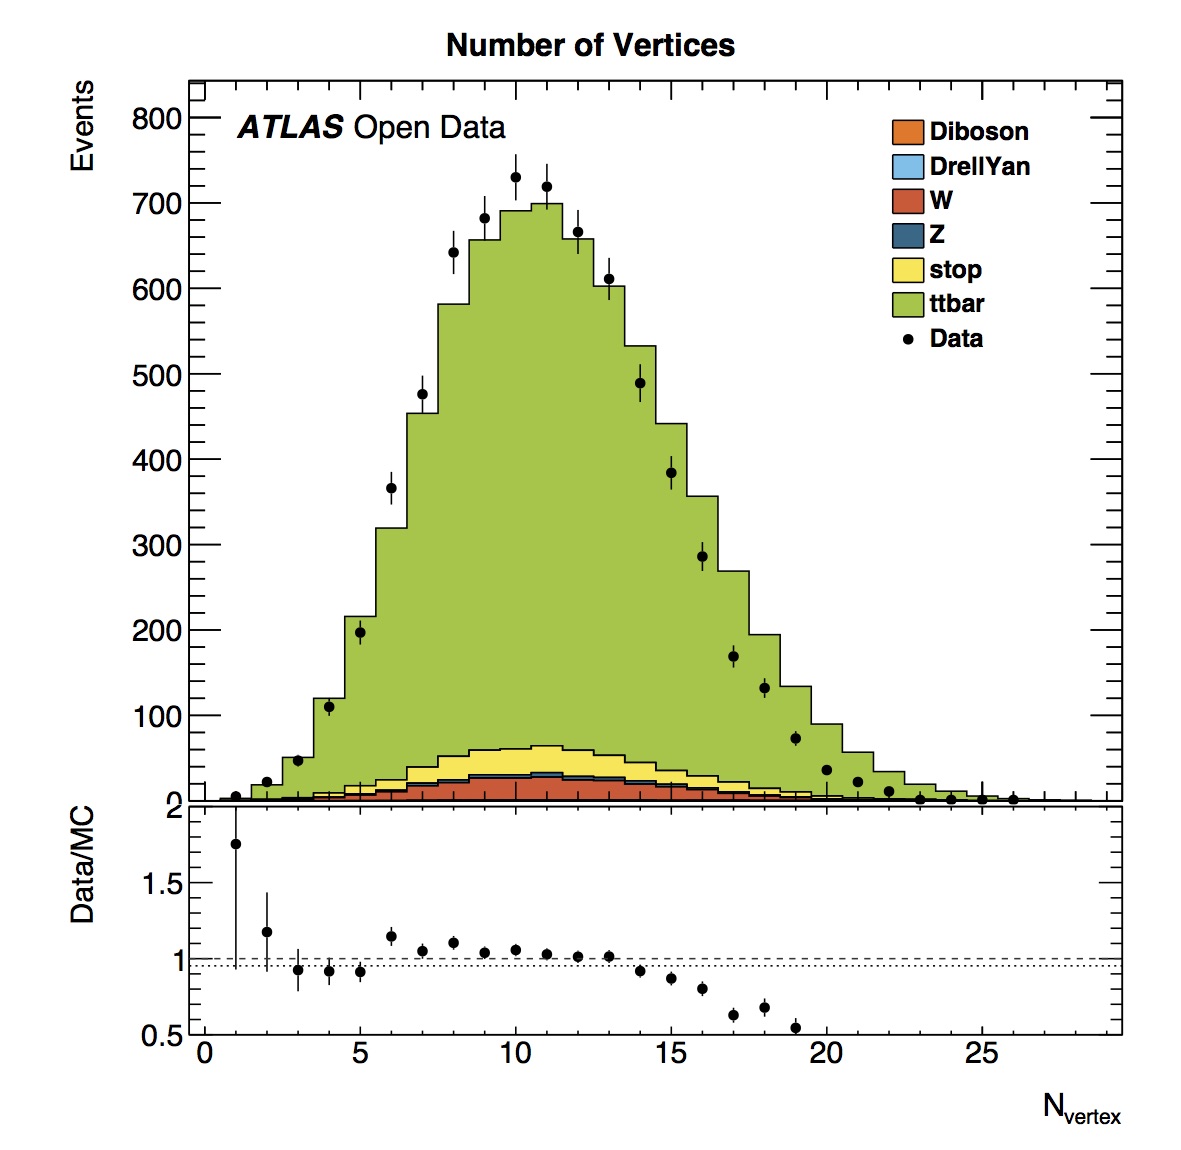 Number of Vertices
Events
ATLAS Open Data
800
700
600
500
400
300
200
100
0
Diboson
DrellYan
W
Z
stop
ttbar
Data
Data/MC
2
1.5
1
0.5
0 5 10 15 20 25
Nvertex